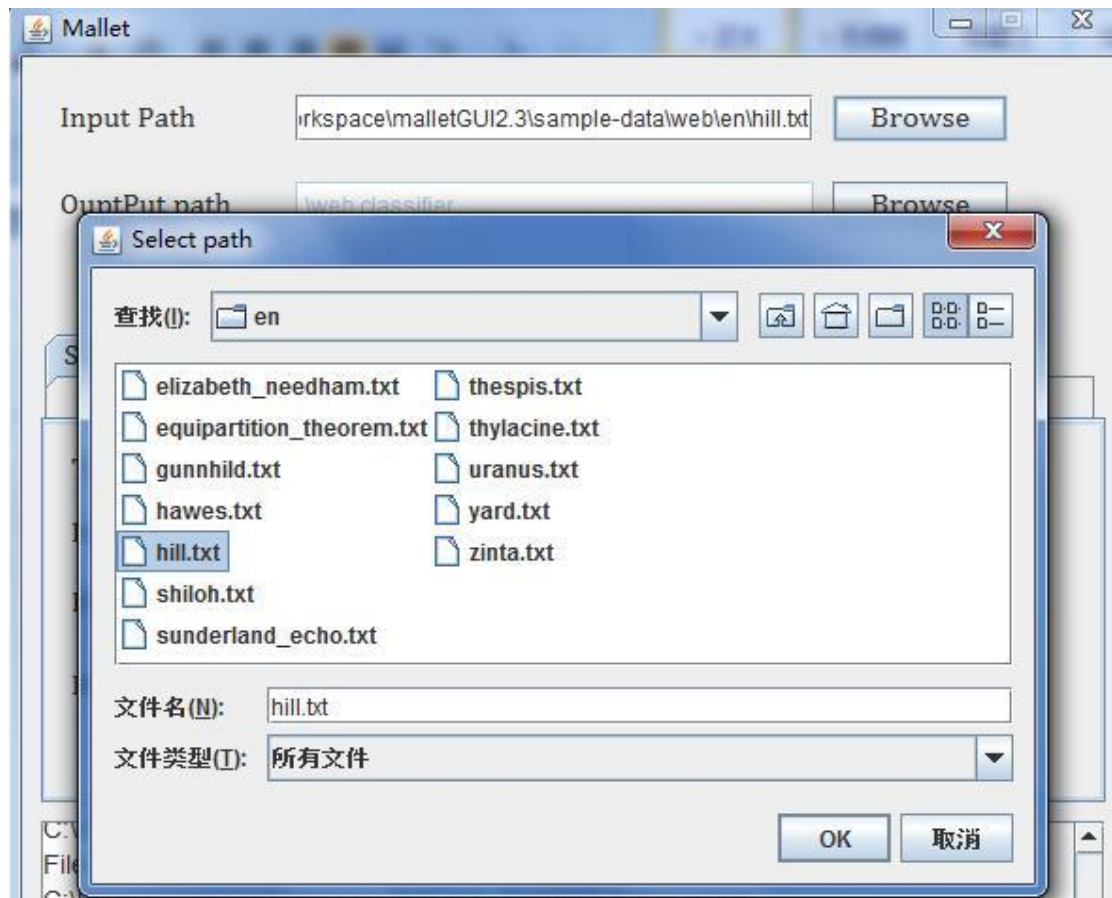 Mallet
Input Path rkspace\malletGUI2.3\sample-data\web\en\hill.txt Browse
OuntPut path \web.classifier Browse
Select path
查找(I): en
elizabeth_needham.txt thespis.txt
equipartition_theorem.txt thylacine.txt
gunnhild.txt uranus.txt
hawes.txt yard.txt
hill.txt zinta.txt
shiloh.txt
sunderland_echo.txt
文件名(N): hill.txt
文件类型(T): 所有文件
OK 取消